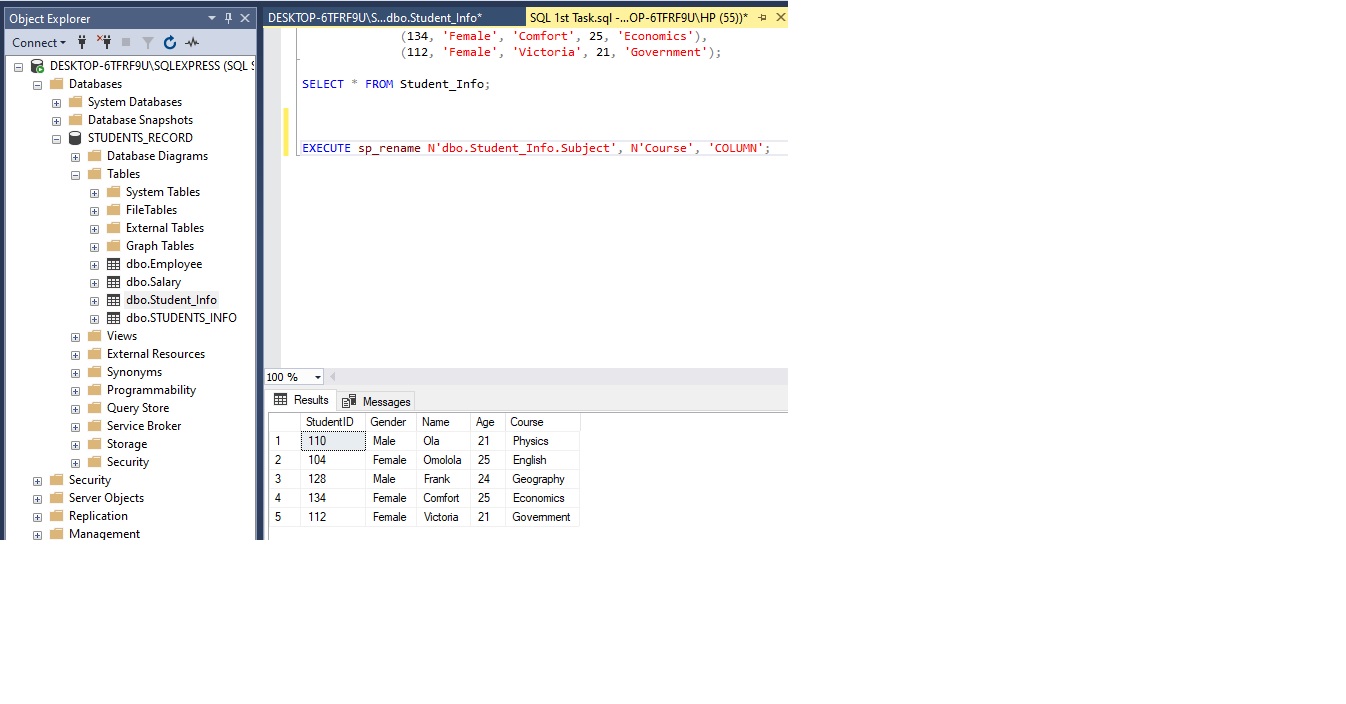 Object Explorer
Connect
DESKTOP-6TFRF9U\SQLEXPRESS (SQL S
Databases
System Databases
Database Snapshots
STUDENTS_RECORD
Database Diagrams
Tables
System Tables
FileTables
External Tables
Graph Tables
dbo.Employee
dbo.Salary
dbo.Student_Info
dbo.STUDENTS_INFO
Views
External Resources
Synonyms
Programmability
Query Store
Service Broker
Storage
Security
Security
Server Objects
Replication
Management
DESKTOP-6TFRF9U\S...dbo.Student_Info*
SQL 1st Task.sql -...OP-6TFRF9U\HP (55))*
(134, 'Female', 'Comfort', 25, 'Economics'),
(112, 'Female', 'Victoria', 21, 'Government');
SELECT * FROM Student_Info;
EXECUTE sp_rename N'dbo.Student_Info.Subject', N'Course', 'COLUMN';
100 %
Results Messages
StudentID Gender Name Age Course
1 110 Male Ola 21 Physics
2 104 Female Omolola 25 English
3 128 Male Frank 24 Geography
4 134 Female Comfort 25 Economics
5 112 Female Victoria 21 Government